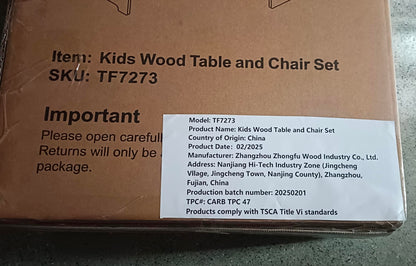 Item: Kids Wood Table and Chair Set
SKU: TF7273
Important
Please open carefull
Returns will only be
package.
Model: TF7273
Product Name: Kids Wood Table and Chair Set
Country of Origin: China
Product Date: 02/2025
Manufacturer: Zhangzhou Zhongfu Wood Industry Co., Ltd.
Address: Nanjiang Hi-Tech Industry Zone (Jingcheng
Vllage, Jingcheng Town, Nanjing County), Zhangzhou,
Fujian, China
Production batch number: 20250201
TPC#: CARB TPC 47
Products comply with TSCA Title Vi standards